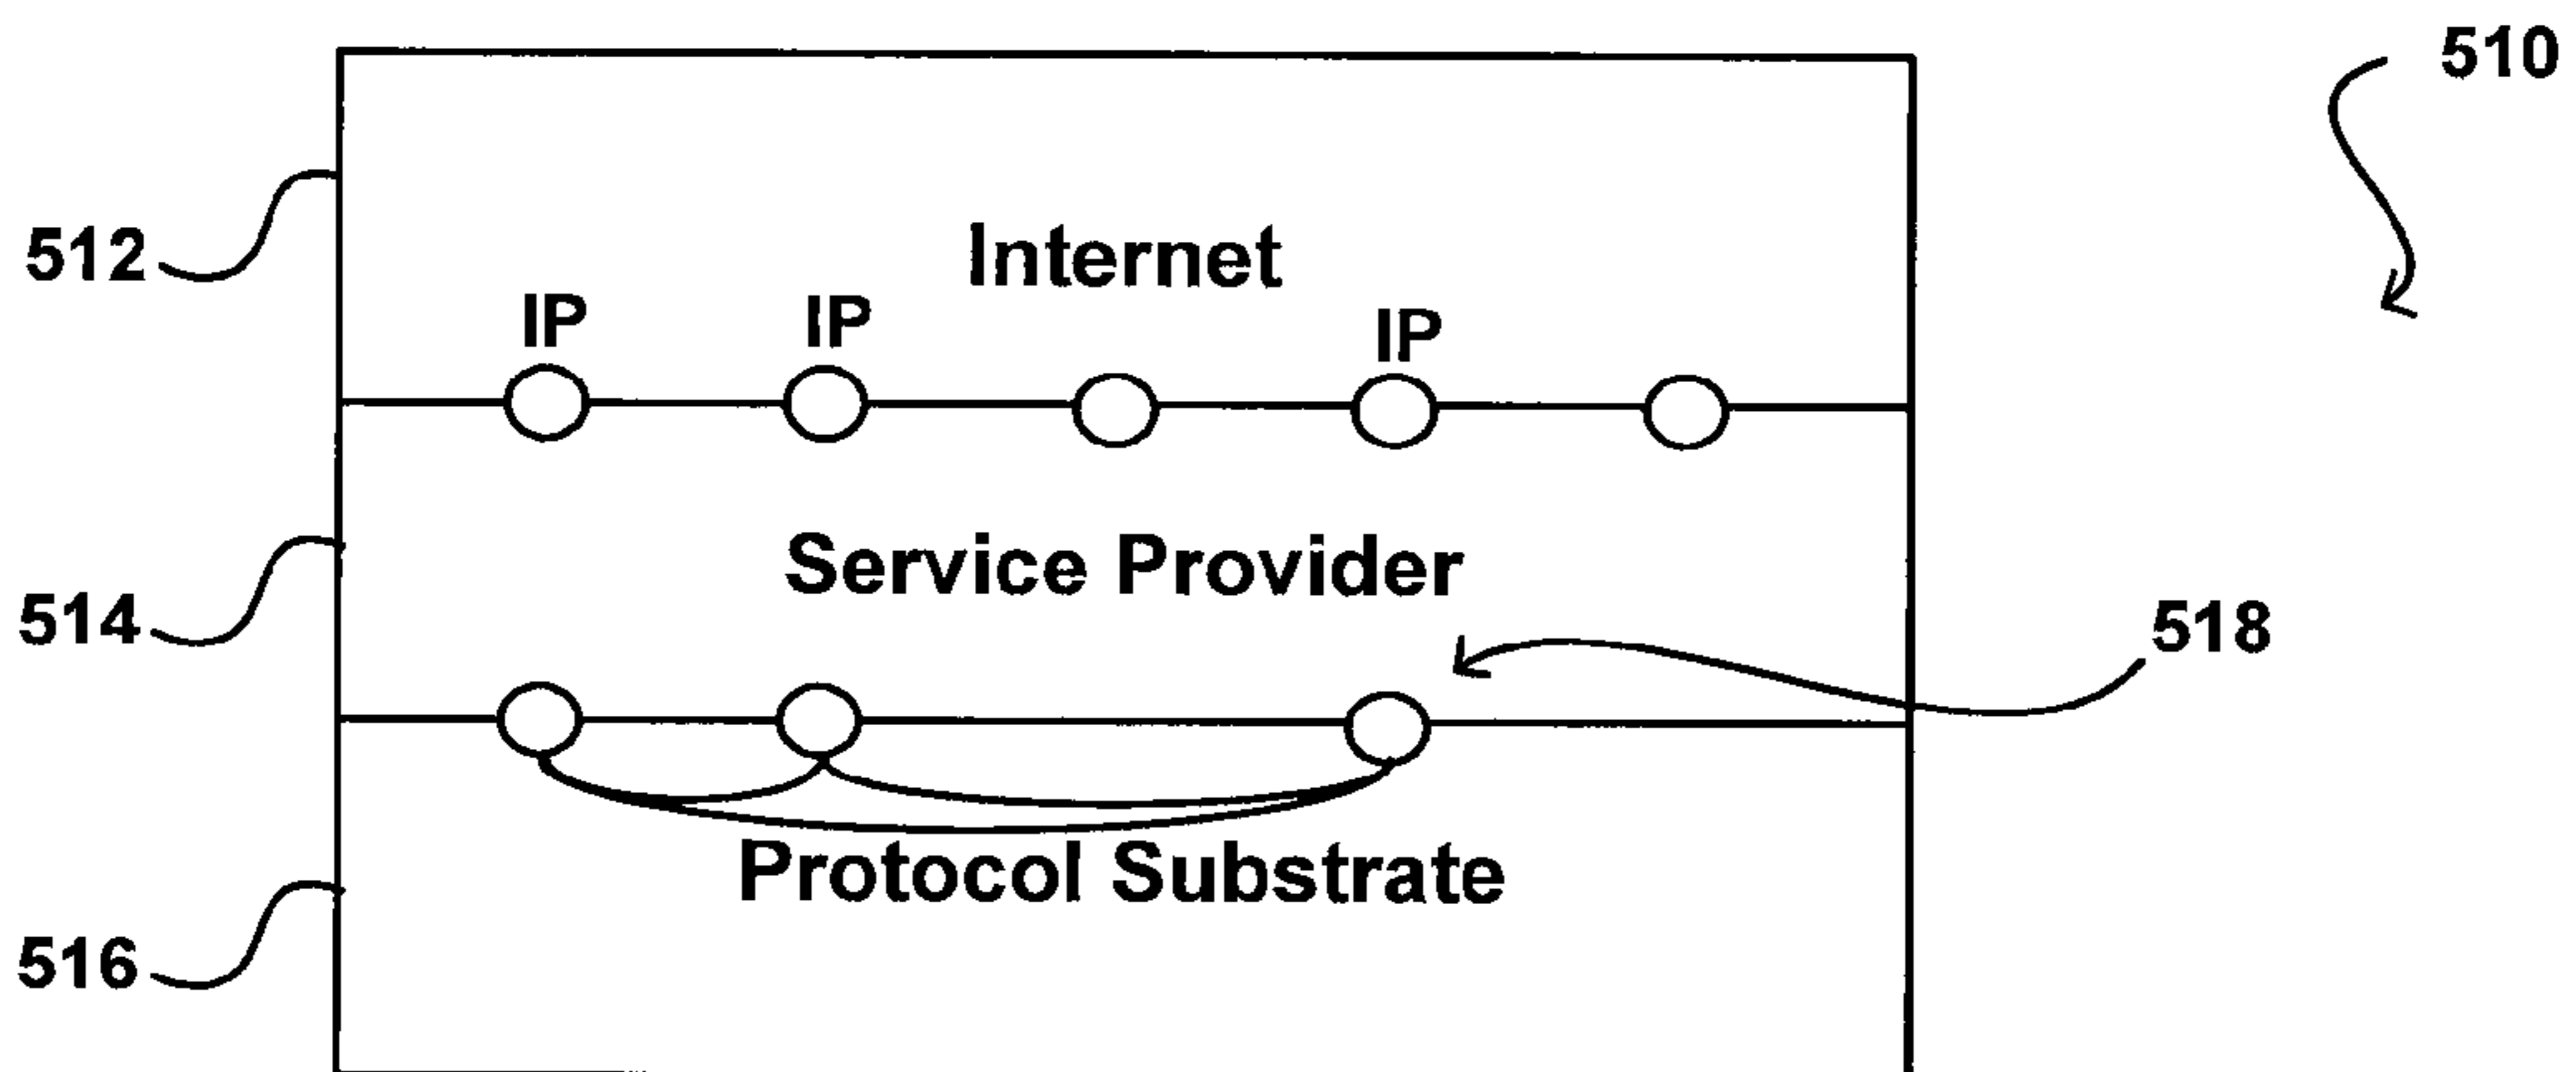 510
512
Internet
IP IP IP
514
Service Provider
518
516
Protocol Substrate